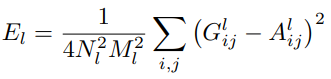 E_l = \frac{1}{4N_l^2 M_l^2} \sum_{i,j} \left( G_{ij}^l - A_{ij}^l \right)^2